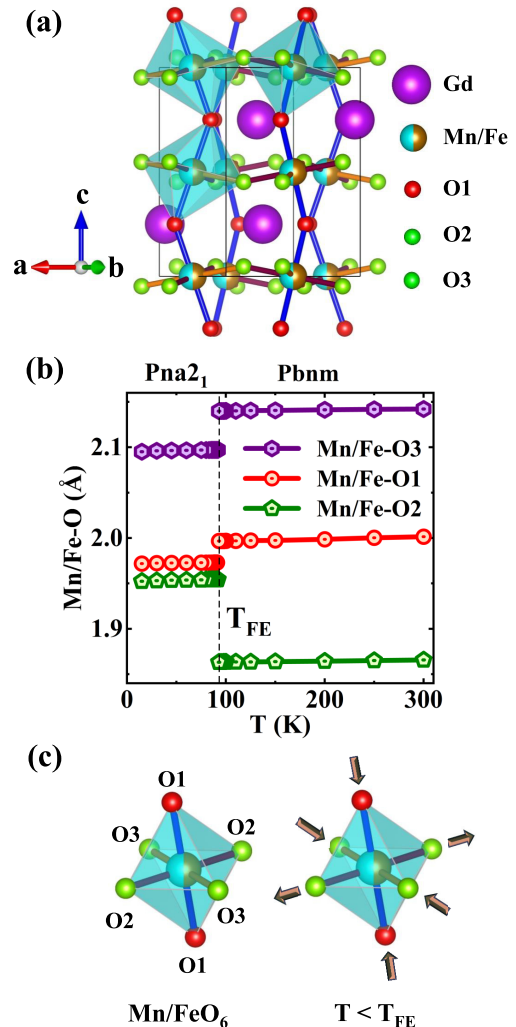 (a)
Gd
Mn/Fe
O1
O2
O3
c
a
b
(b)
Pna2₁ Pbnm
Mn/Fe-O (Å)
2.1
2.0
1.9
Mn/Fe-O3
Mn/Fe-O1
Mn/Fe-O2
T_FE
0 100 200 300
T (K)
(c)
O1
O3
O2
O2
O3
O1
Mn/FeO₆
T < T_FE